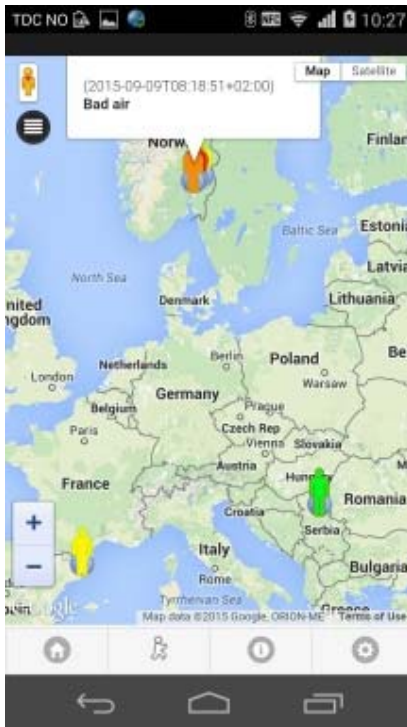 TDC NO
10:27
(2015-09-09T08:18:51+02:00)
Bad air
Map
Satellite
Norw
Finlan
Baltic Sea
Estonia
Latvia
North Sea
Denmark
Lithuania
nited
ngdom
Netherlands
Berlin
Poland
Be
London
Warsaw
Belgium
Germany
Prague
Paris
Czech Rep
Vienna
Slovakia
Austria
France
Hungary
M
Romania
Croatia
+
Serbia
−
Italy
Bulgaria
Rome
Tyrrhenian Sea
Map data ©2015 Google, ORION-ME
Terms of Use